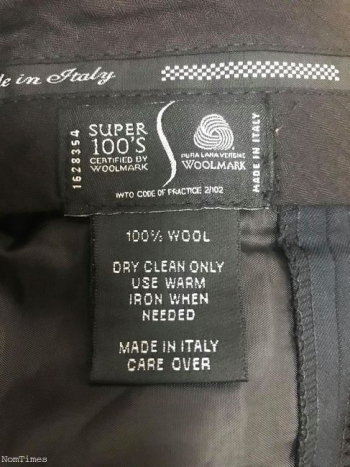 e in Italy
1628354
SUPER
100'S
CERTIFIED BY
WOOLMARK
PURA LANA VERGINE
WOOLMARK
MADE IN ITALY
IWTO CODE OF PRACTICE 2/102
100% WOOL
DRY CLEAN ONLY
USE WARM
IRON WHEN
NEEDED
MADE IN ITALY
CARE OVER
NomTimes